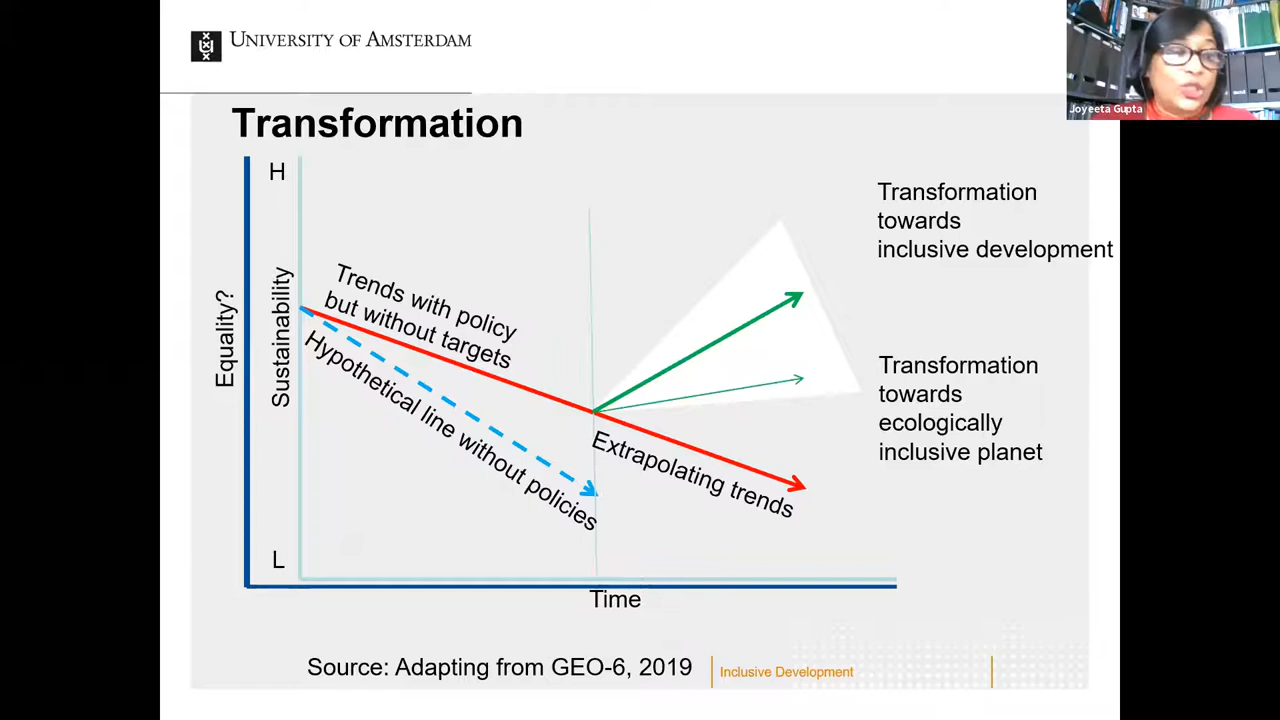 UNIVERSITY OF AMSTERDAM
Joyeeta Gupta
Transformation
H
Equality?
Sustainability
L
Trends with policy
but without targets
Hypothetical line without policies
Extrapolating trends
Transformation
towards
inclusive development
Transformation
towards
ecologically
inclusive planet
Time
Source: Adapting from GEO-6, 2019
Inclusive Development